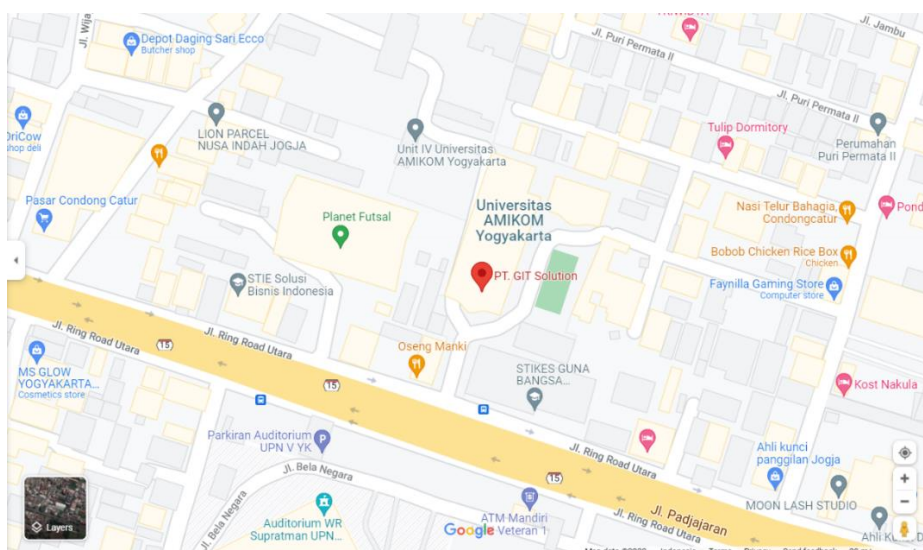 Jl. Wija
Depot Daging Sari Ecco
Butcher shop
TRIWIDYA
Jl. Puri Permata II
Jl. Jambu
Jl. Puri Permata II
OriCow
shop deli
LION PARCEL
NUSA INDAH JOGJA
Unit IV Universitas
AMIKOM Yogyakarta
Tulip Dormitory
Perumahan
Puri Permata II
Pasar Condong Catur
Planet Futsal
Universitas
AMIKOM
Yogyakarta
Nasi Telur Bahagia,
Condongcatur
Pond
PT. GIT Solution
Bobob Chicken Rice Box
Chicken
STIE Solusi
Bisnis Indonesia
Faynilla Gaming Store
Computer store
Jl. Ring Road Utara
Jl. Ring Road Utara
15
Oseng Manki
MS GLOW
YOGYAKARTA...
Cosmetics store
15
STIKES GUNA
BANGSA...
Kost Nakula
Parkiran Auditorium
UPN V YK
P
Jl. Ring Road Utara
Ahli kunci
panggilan Jogja
Jl. Bela Negara
15
Jl. Bela Negara
Layers
Auditorium WR
Supratman UPN...
Google
ATM Mandiri
Veteran 1
Jl. Padjajaran
Jl. Ring Road Utara
MOON LASH STUDIO
Ahli Ku